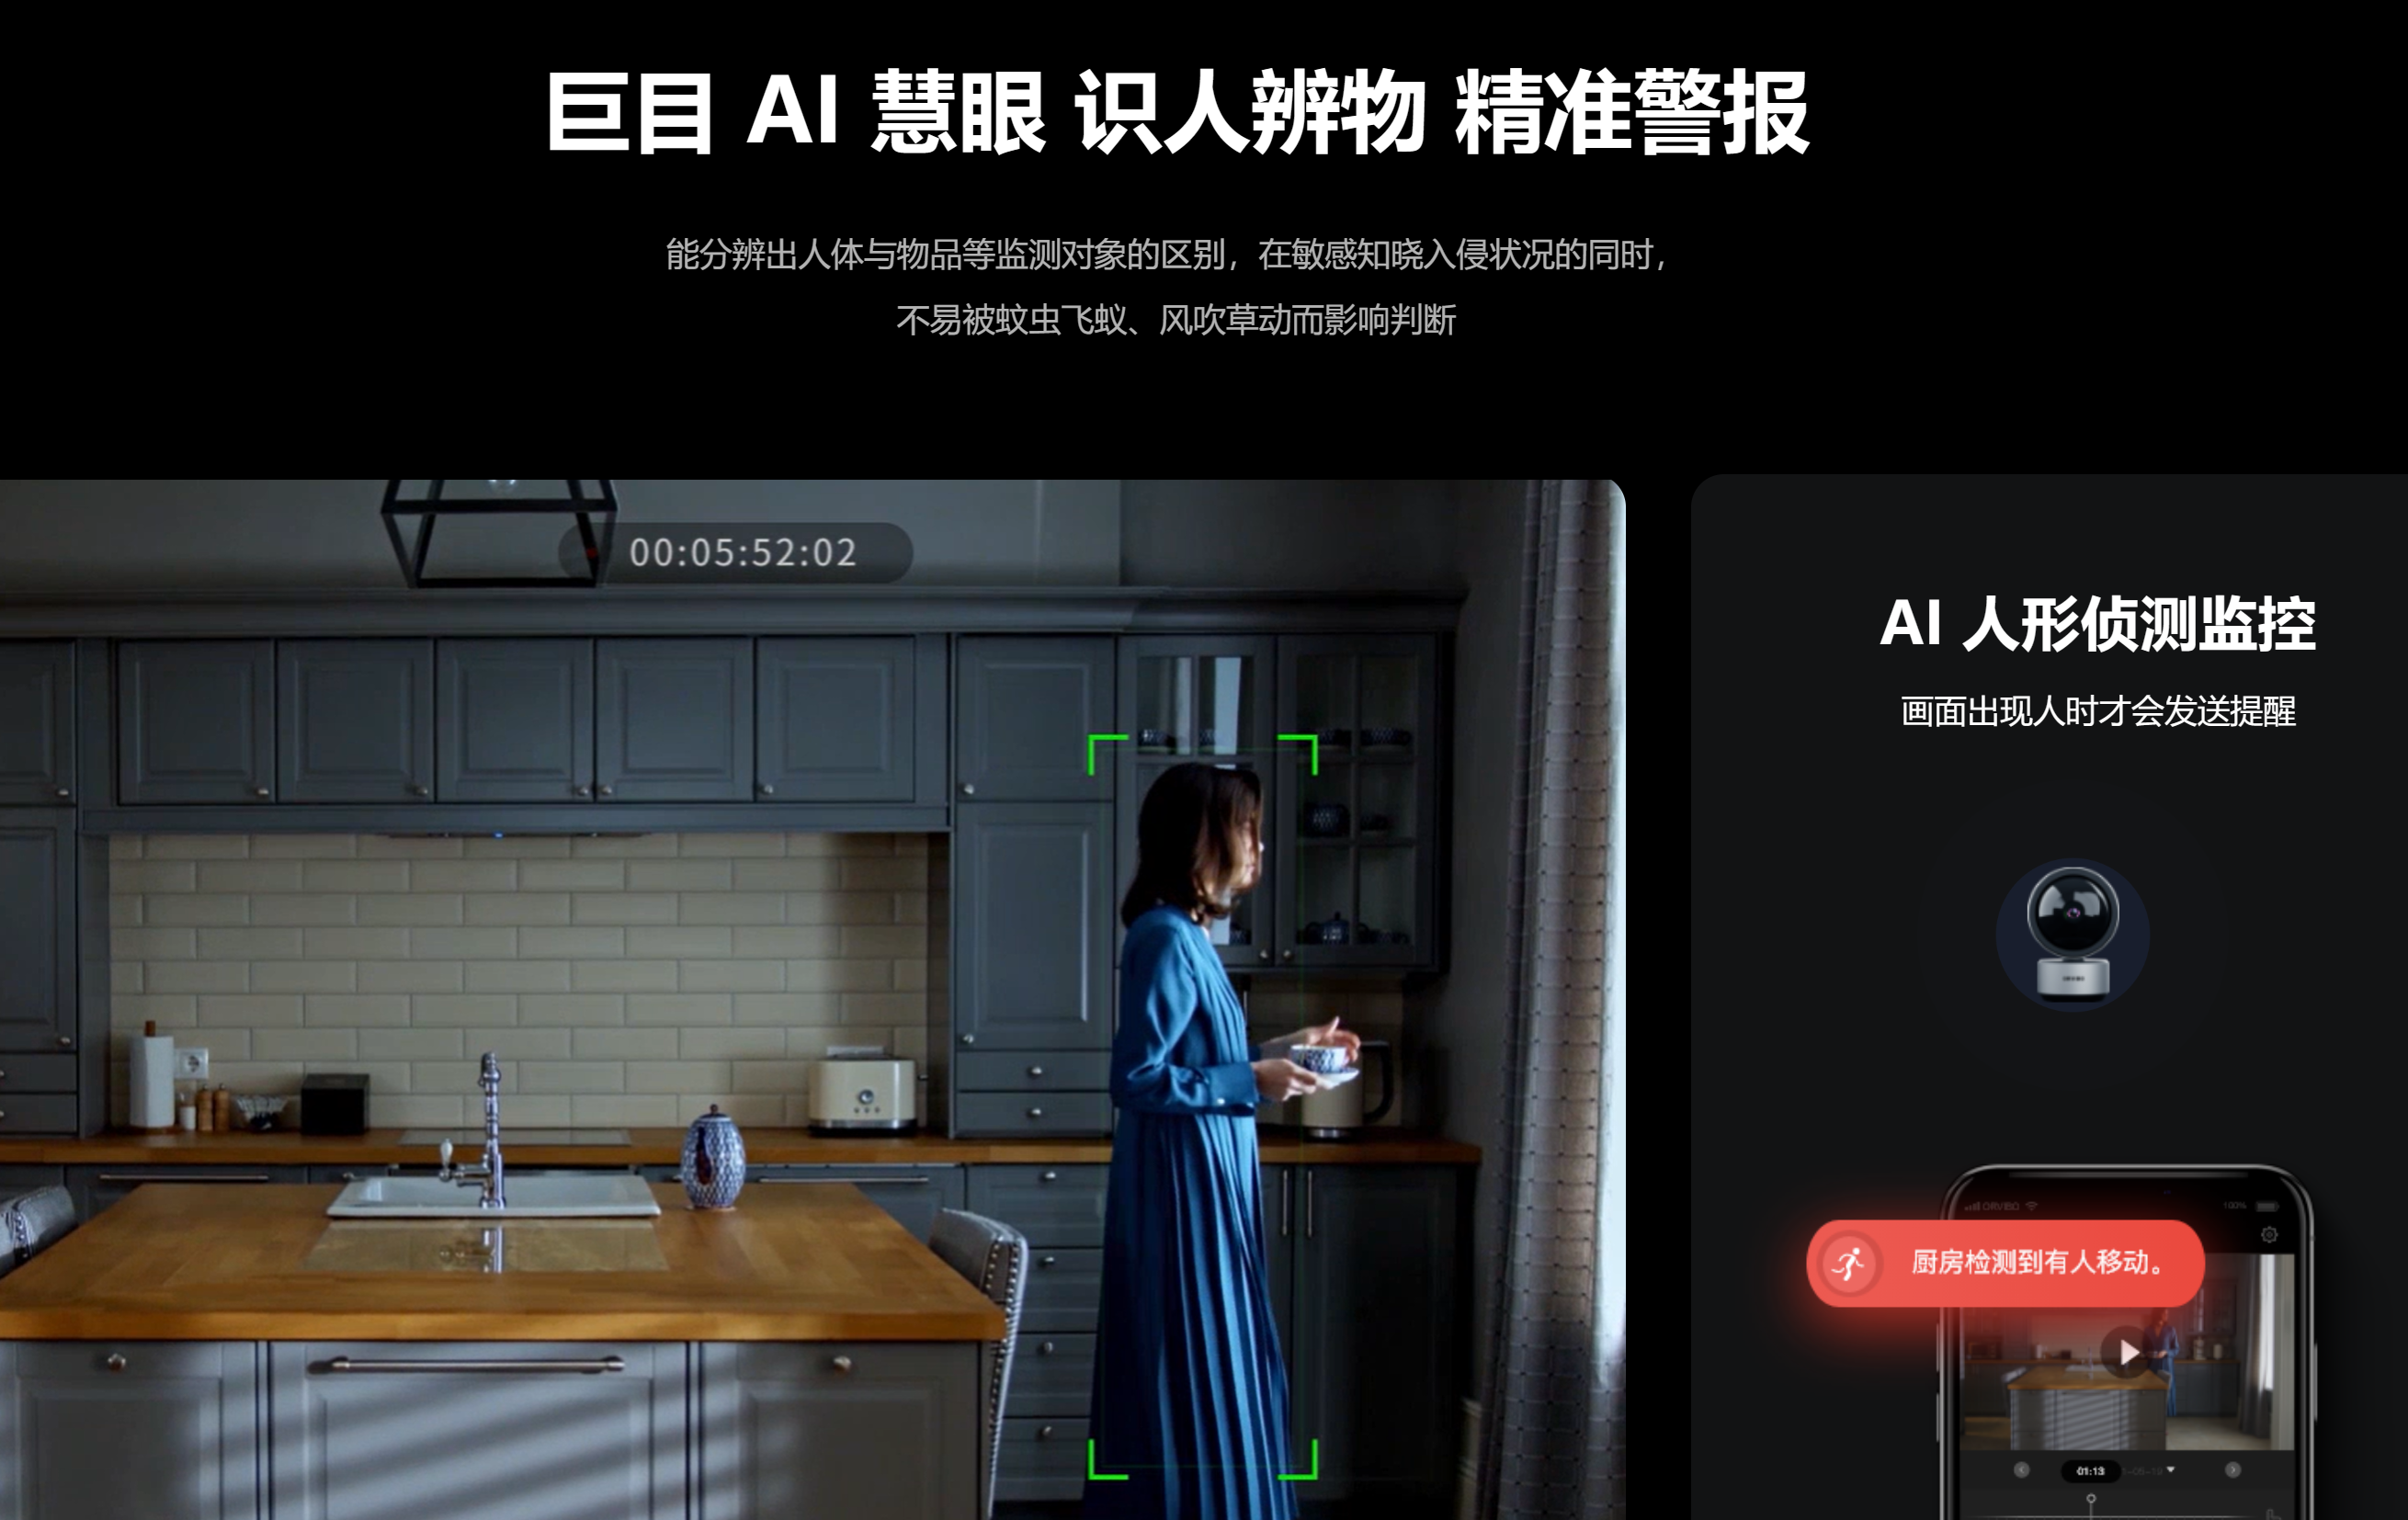 巨目 AI 慧眼 识人辨物 精准警报
能分辨出人体与物品等监测对象的区别，在敏感知晓入侵状况的同时，
不易被蚊虫飞蚁、风吹草动而影响判断
00:05:52:02
AI 人形侦测监控
画面出现人时才会发送提醒
ORVIBO
ORVIBO 100%
厨房检测到有人移动。
01:13